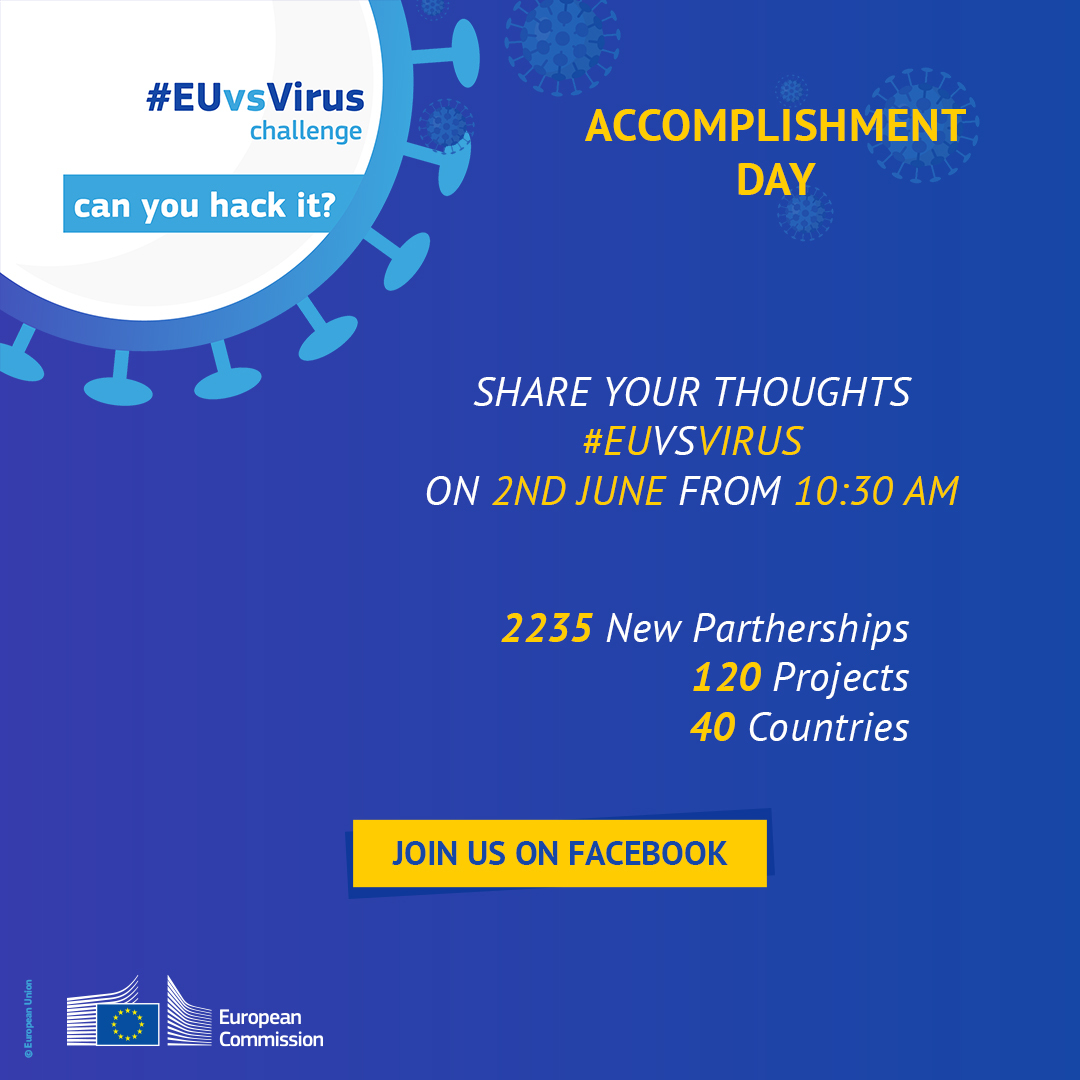 #EUvsVirus
challenge
can you hack it?
ACCOMPLISHMENT
DAY
SHARE YOUR THOUGHTS
#EUVSVIRUS
ON 2ND JUNE FROM 10:30 AM
2235 New Partherships
120 Projects
40 Countries
JOIN US ON FACEBOOK
© European Union
European
Commission